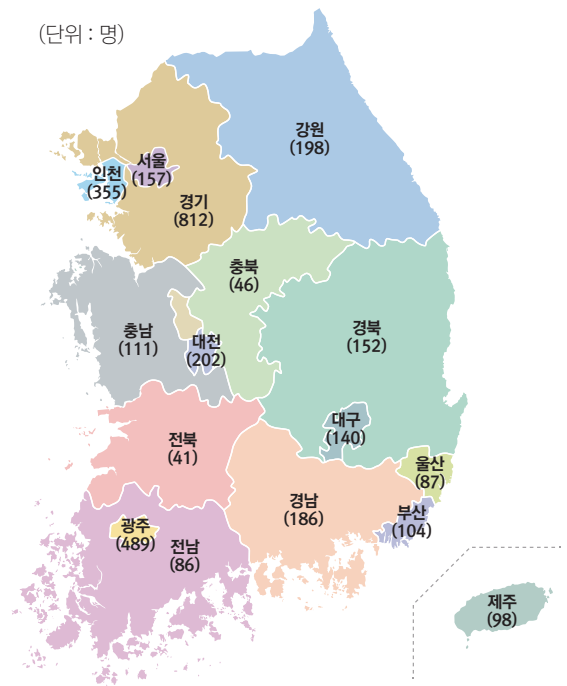 (단위 : 명)
강원
(198)
서울
(157)
인천
(355)
경기
(812)
충북
(46)
충남
(111)
대전
(202)
경북
(152)
대구
(140)
전북
(41)
울산
(87)
경남
(186)
부산
(104)
광주
(489)
전남
(86)
제주
(98)